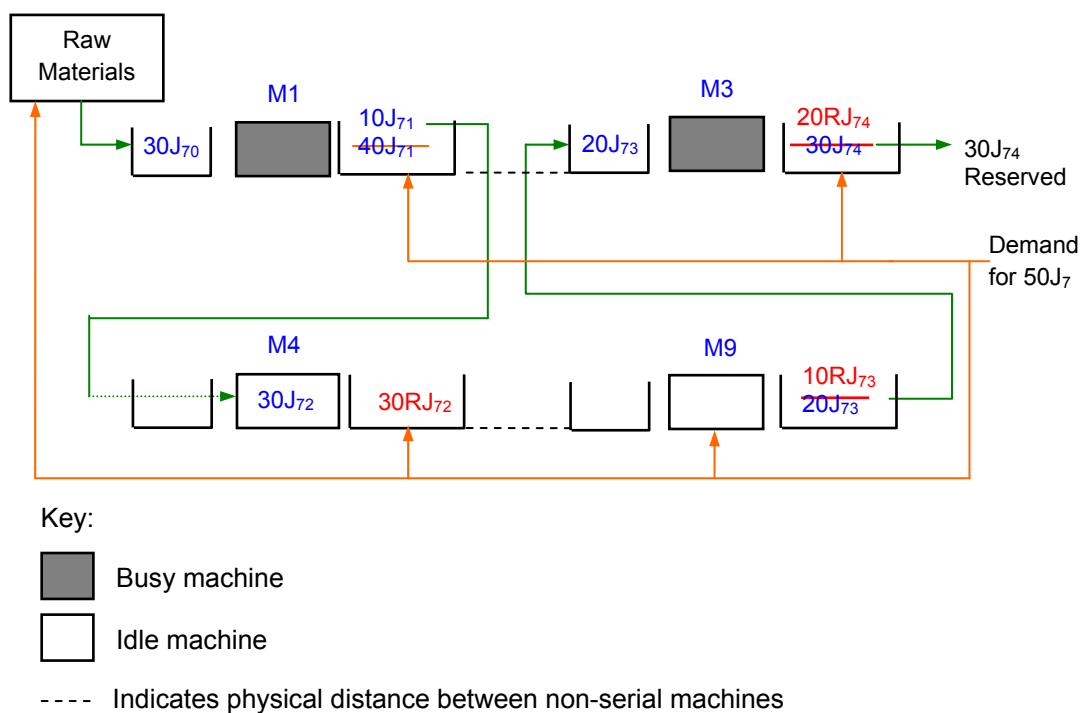 Raw
Materials
M1
M3
30J₇₀
10J₇₁
40J₇₁
20J₇₃
20RJ₇₄
30J₇₄
30J₇₄
Reserved
Demand
for 50J₇
M4
M9
30J₇₂
30RJ₇₂
10RJ₇₃
20J₇₃
Key:
Busy machine
Idle machine
Indicates physical distance between non-serial machines